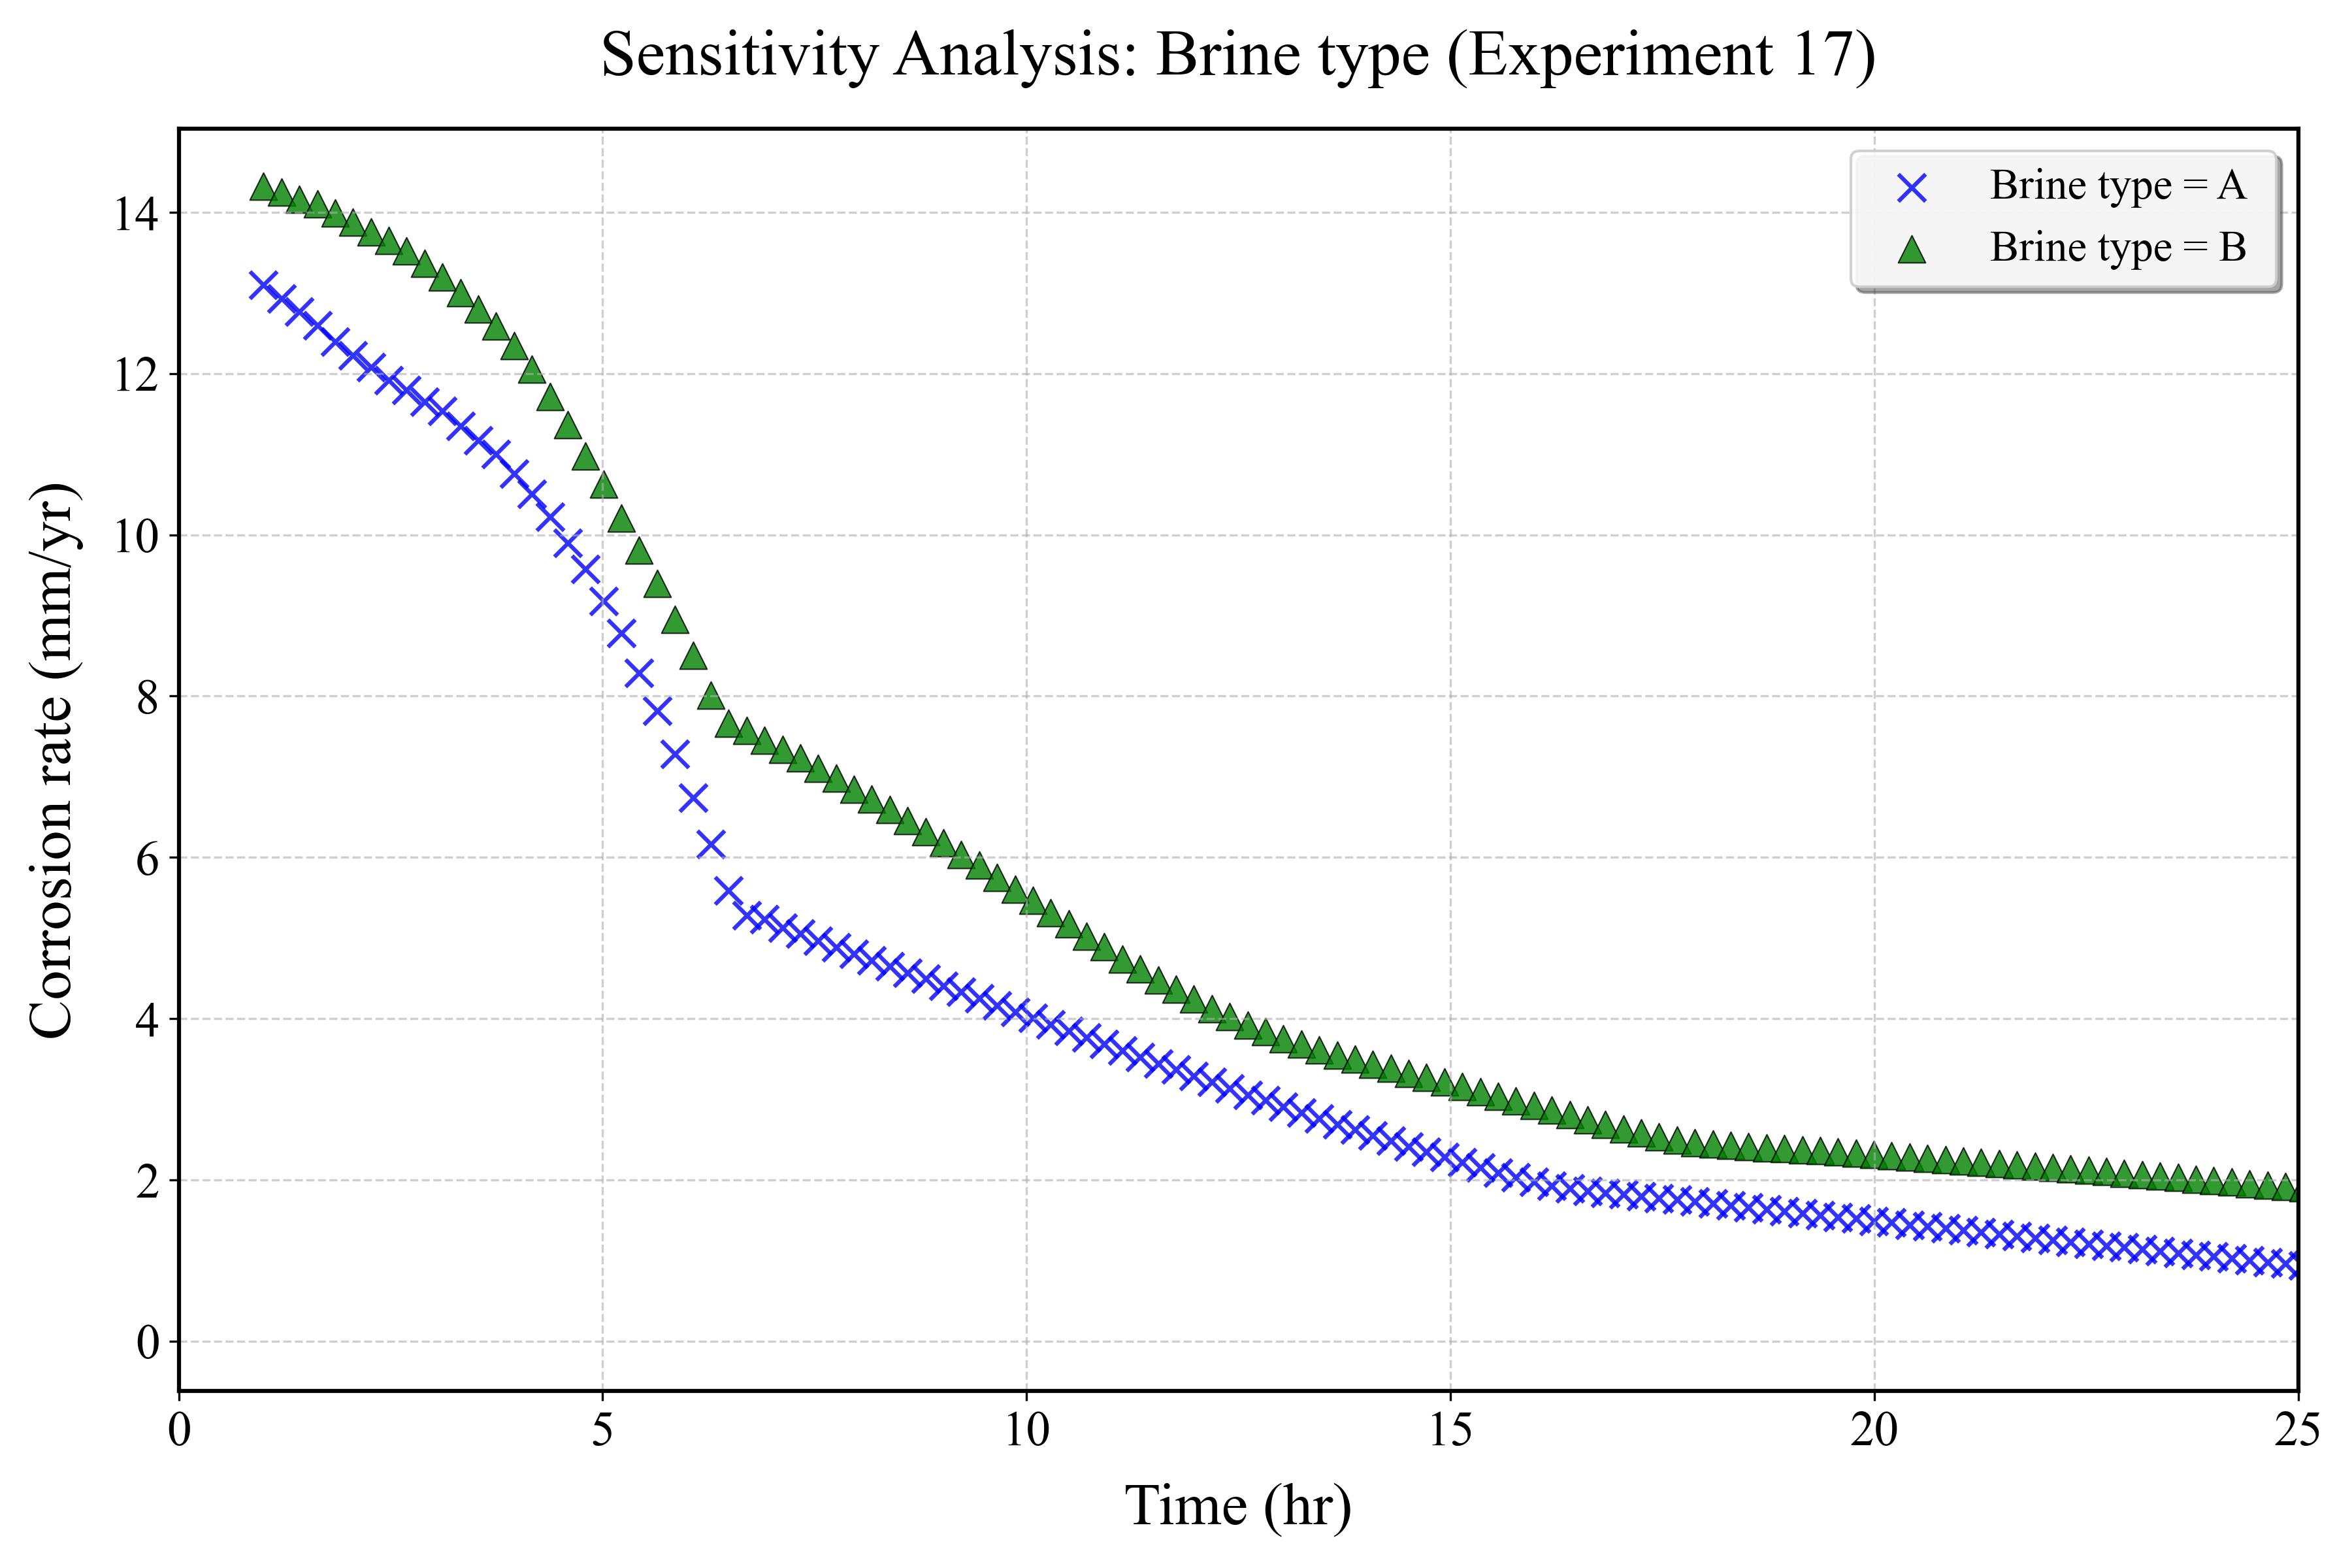 Sensitivity Analysis: Brine type (Experiment 17)
Brine type = A
Brine type = B
Corrosion rate (mm/yr)
14
12
10
8
6
4
2
0
0 5 10 15 20 25
Time (hr)